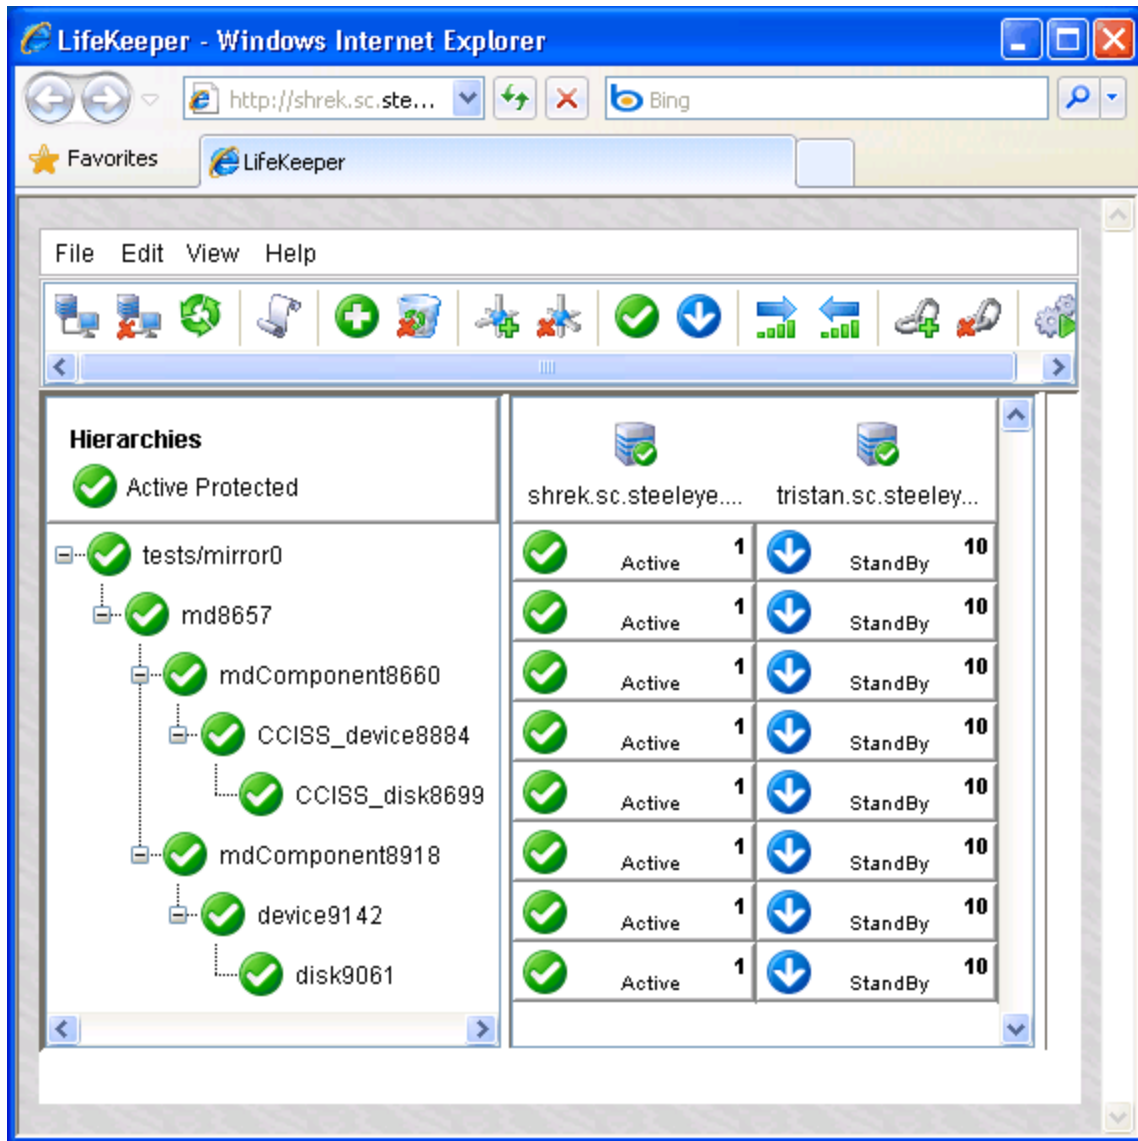 LifeKeeper - Windows Internet Explorer
http://shrek.sc.ste... Bing
Favorites LifeKeeper
File Edit View Help
Hierarchies
Active Protected
shrek.sc.steeleye.... tristan.sc.steeley...
tests/mirror0 Active 1 StandBy 10
md8657 Active 1 StandBy 10
mdComponent8660 Active 1 StandBy 10
CCISS_device8884 Active 1 StandBy 10
CCISS_disk8699 Active 1 StandBy 10
mdComponent8918 Active 1 StandBy 10
device9142 Active 1 StandBy 10
disk9061 Active 1 StandBy 10